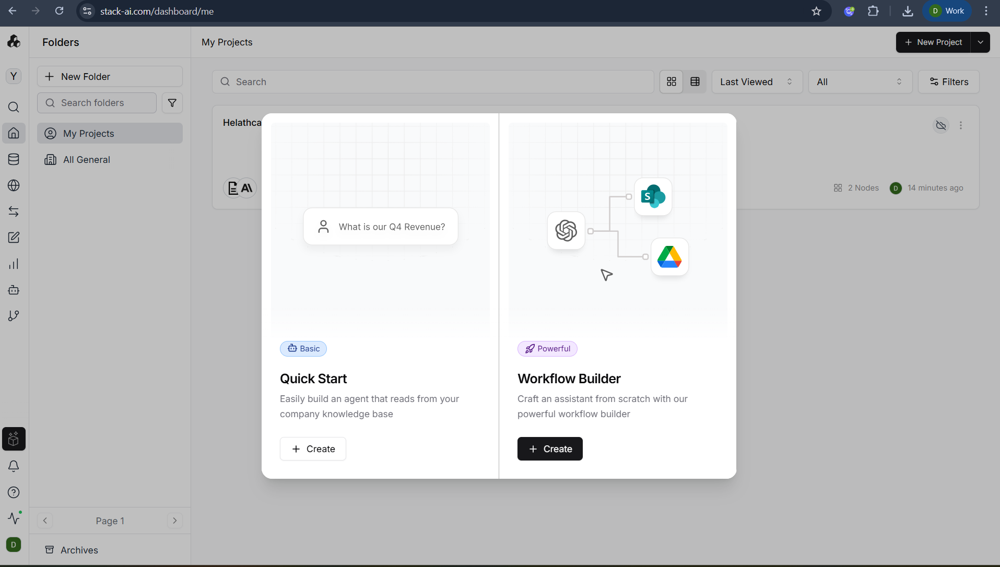 stack-ai.com/dashboard/me
D Work
Folders
My Projects
New Project
Y
New Folder
Search
Last Viewed
All
Filters
Search folders
Helathca
My Projects
All General
2 Nodes
D
14 minutes ago
What is our Q4 Revenue?
S
Basic
Powerful
Quick Start
Workflow Builder
Easily build an agent that reads from your
company knowledge base
Craft an assistant from scratch with our
powerful workflow builder
Create
Create
Page 1
D
Archives